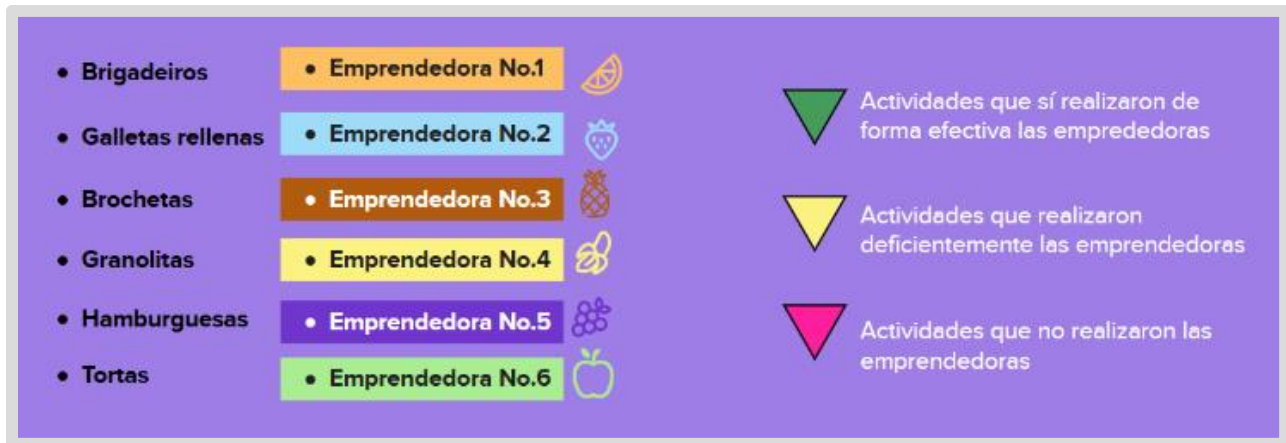 • Brigadeiros • Emprendedora No.1
• Galletas rellenas • Emprendedora No.2
• Brochetas • Emprendedora No.3
• Granolitas • Emprendedora No.4
• Hamburguesas • Emprendedora No.5
• Tortas • Emprendedora No.6
Actividades que sí realizaron de
forma efectiva las emprededoras
Actividades que realizaron
deficientemente las emprendedoras
Actividades que no realizaron las
emprendedoras